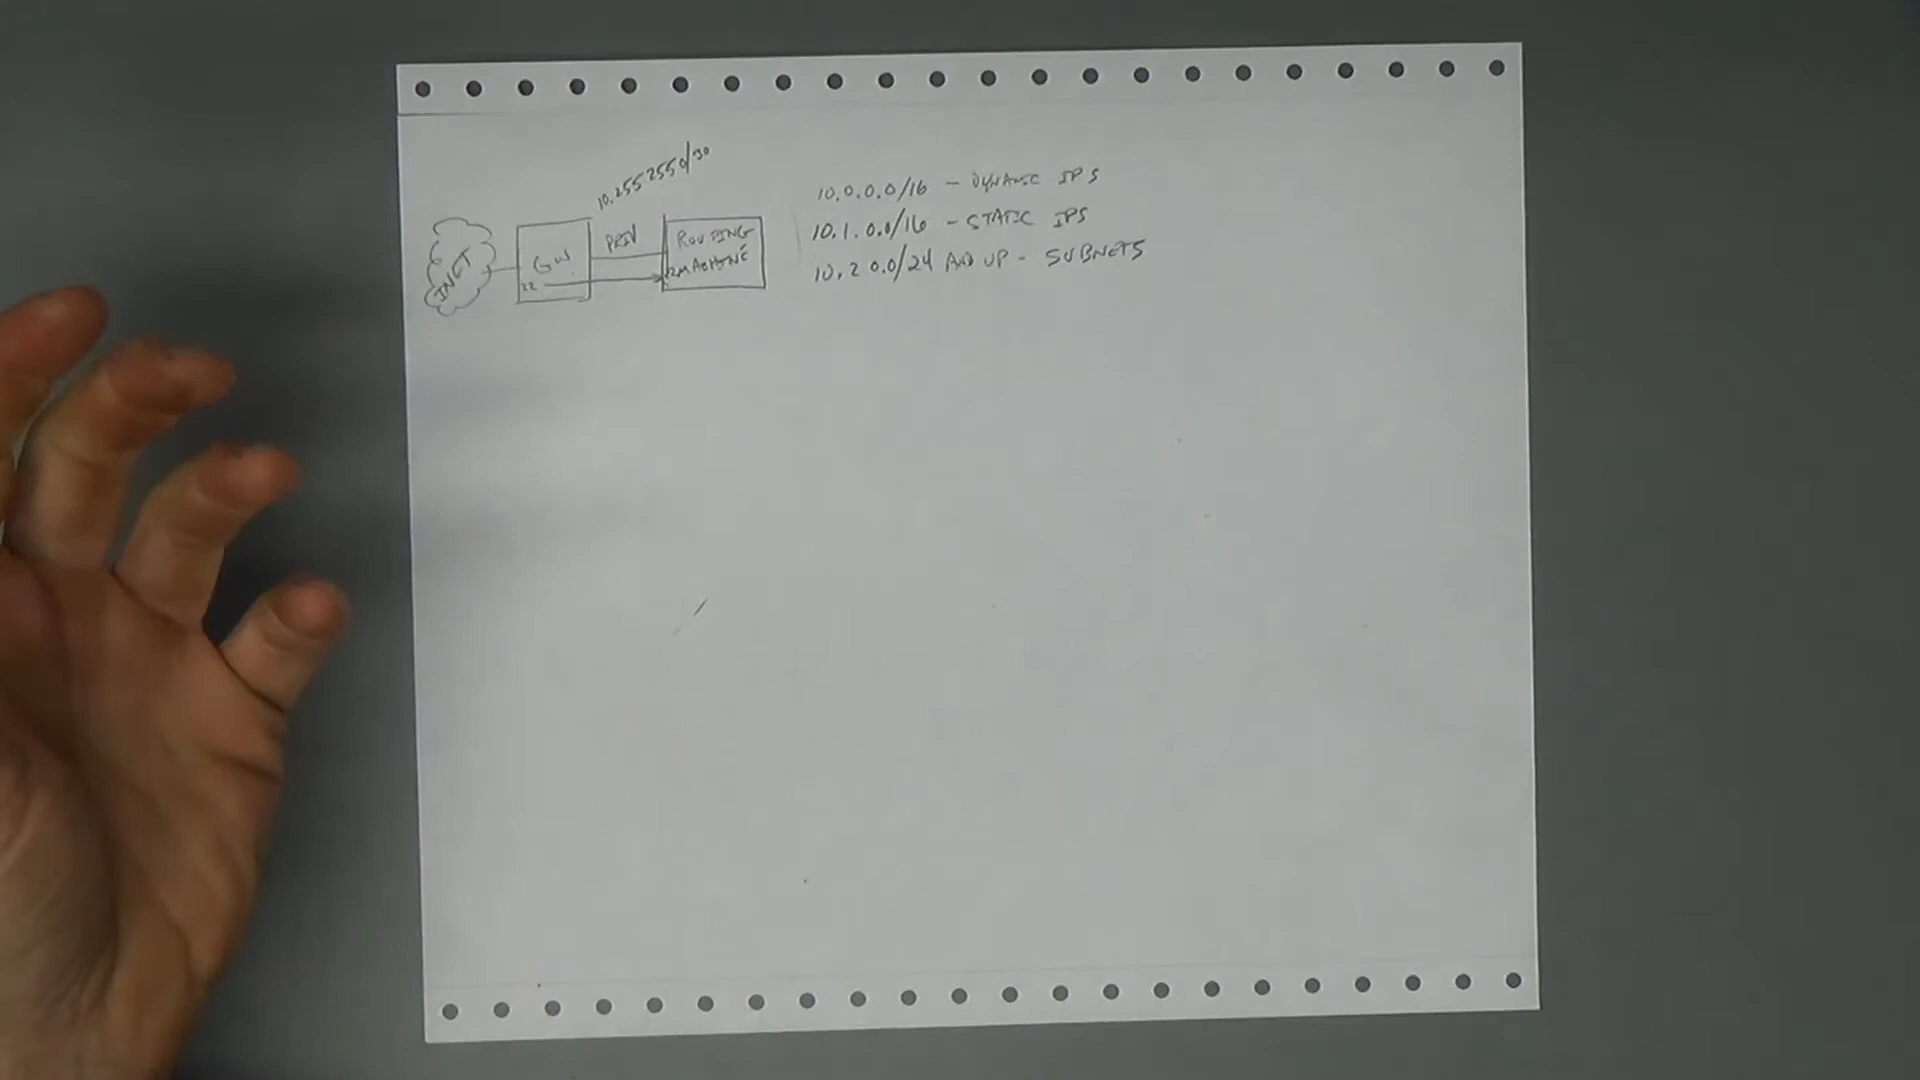 10.255 255 0/30
INET
GW
22
PRIV
ROUTING
MACHINE
10.0.0.0/16 - DYNAMIC IPS
10.1.0.0/16 - STATIC IPS
10.2 0.0/24 AND UP - SUBNETS